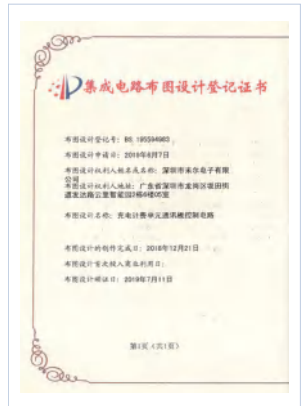 集成电路布图设计登记证书
布图设计登记号：BS.195594983
布图设计申请日：2019年6月7日
布图设计权利人姓名或名称：深圳市禾尔电子有限
公司
布图设计权利人地址：广东省深圳市龙岗区坂田街
道发达路云里智能园2栋6楼05室
布图设计名称：充电计费单元通讯模控制电路
布图设计的创作完成日：2018年12月21日
布图设计首次投入商业利用日：
布图设计颁证日：2019年7月11日
第1页（共1页）